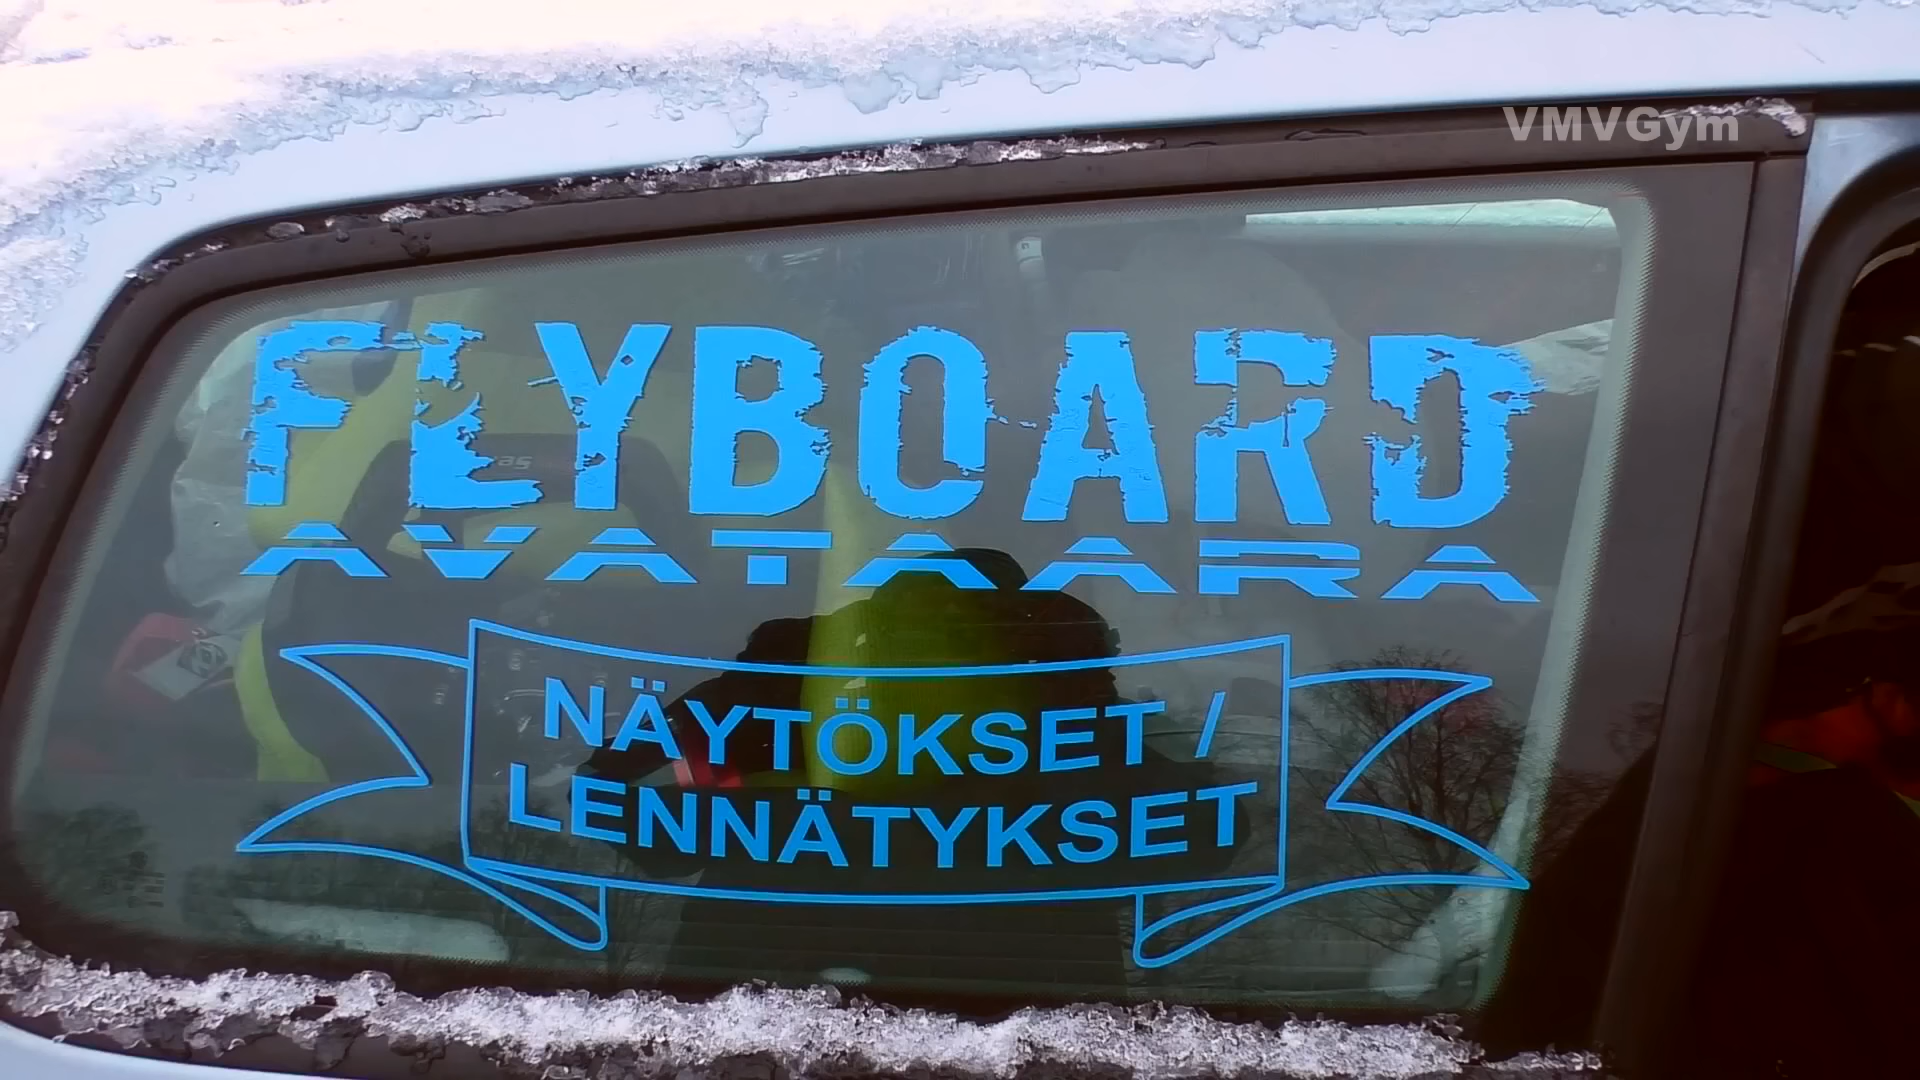 VMVGym
FLYBOARD
AVATAARA
NÄYTÖKSET /
LENNÄTYKSET